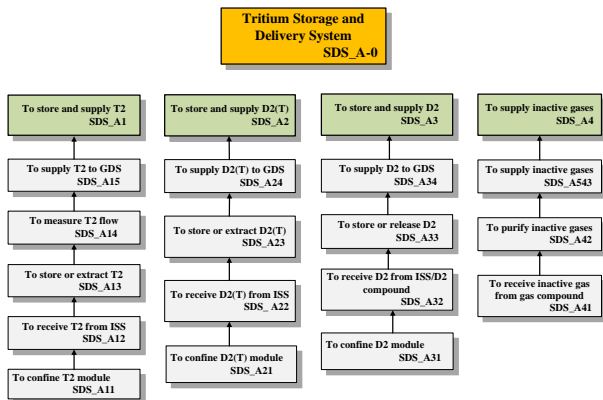 Tritium Storage and
Delivery System
SDS_A-0
To store and supply T2
SDS_A1
To supply T2 to GDS
SDS_A15
To measure T2 flow
SDS_A14
To store or extract T2
SDS_A13
To receive T2 from ISS
SDS_A12
To confine T2 module
SDS_A11
To store and supply D2(T)
SDS_A2
To supply D2(T) to GDS
SDS_A24
To store or extract D2(T)
SDS_A23
To receive D2(T) from ISS
SDS_ A22
To confine D2(T) module
SDS_A21
To store and supply D2
SDS_A3
To supply D2 to GDS
SDS_A34
To store or release D2
SDS_A33
To receive D2 from ISS/D2
compound
SDS_A32
To confine D2 module
SDS_A31
To supply inactive gases
SDS_A4
To supply inactive gases
SDS_A543
To purify inactive gases
SDS_A42
To receive inactive gas
from gas compound
SDS_A41